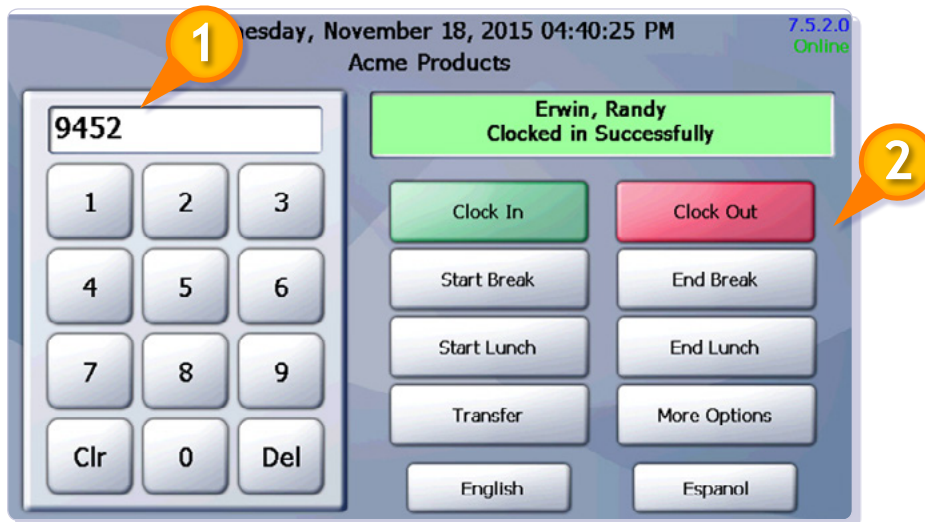 esday, November 18, 2015 04:40:25 PM
7.5.2.0
Online
Acme Products
1
9452
Erwin, Randy
Clocked in Successfully
2
1 2 3
Clock In Clock Out
4 5 6
Start Break End Break
7 8 9
Start Lunch End Lunch
Transfer More Options
Clr 0 Del
English Espanol